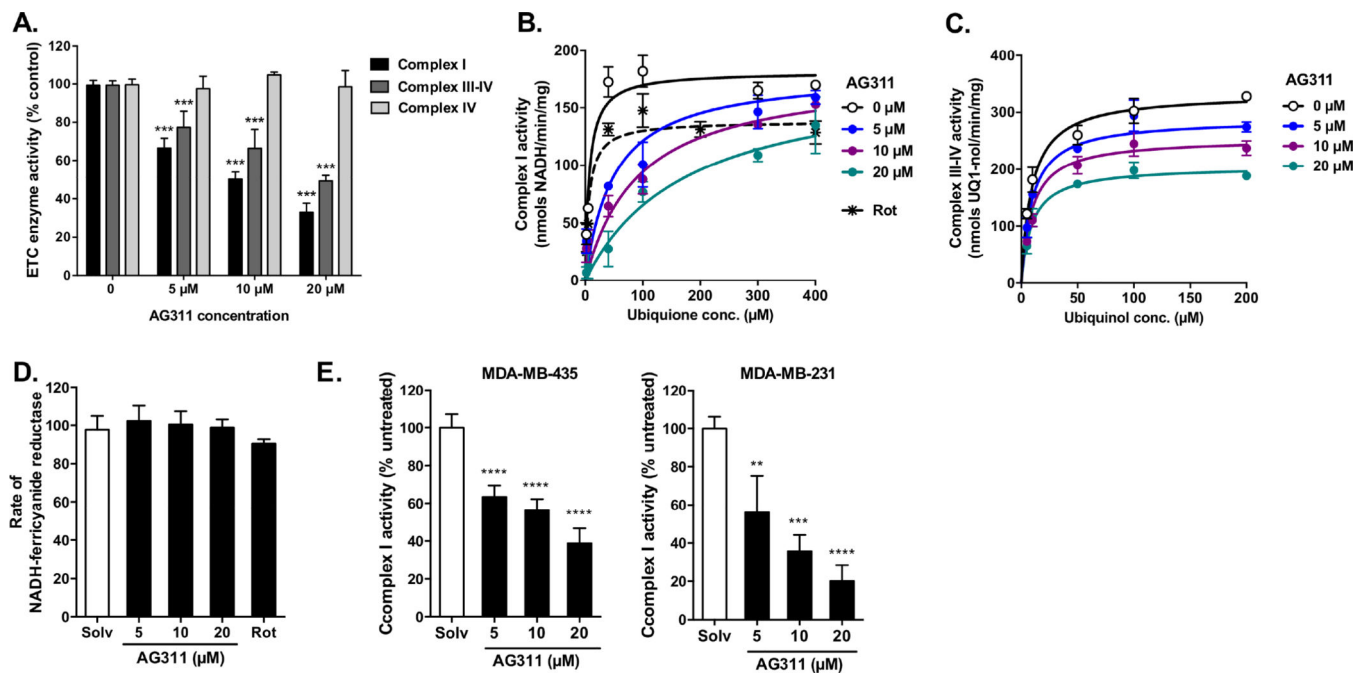 A.
ETC enzyme activity (% control)
120
100
80
60
40
20
0
***
***
***
***
***
***
0
5 µM
10 µM
20 µM
AG311 concentration
Complex I
Complex III-IV
Complex IV
B.
Complex I activity
(nmols NADH/min/mg)
200
150
100
50
0
0
100
200
300
400
Ubiquione conc. (µM)
AG311
0 µM
5 µM
10 µM
20 µM
Rot
C.
Complex III-IV activity
(nmols UQ1-nol/min/mg)
400
300
200
100
0
0
50
100
150
200
Ubiquinol conc. (µM)
AG311
0 µM
5 µM
10 µM
20 µM
D.
Rate of
NADH-ferricyanide reductase
120
100
80
60
40
20
0
Solv
5
10
20
Rot
AG311 (µM)
E.
MDA-MB-435
Ccomplex I activity (% untreated)
120
100
80
60
40
20
0
****
****
****
Solv
5
10
20
AG311 (µM)
MDA-MB-231
Ccomplex I activity (% untreated)
120
100
80
60
40
20
0
**
***
****
Solv
5
10
20
AG311 (µM)